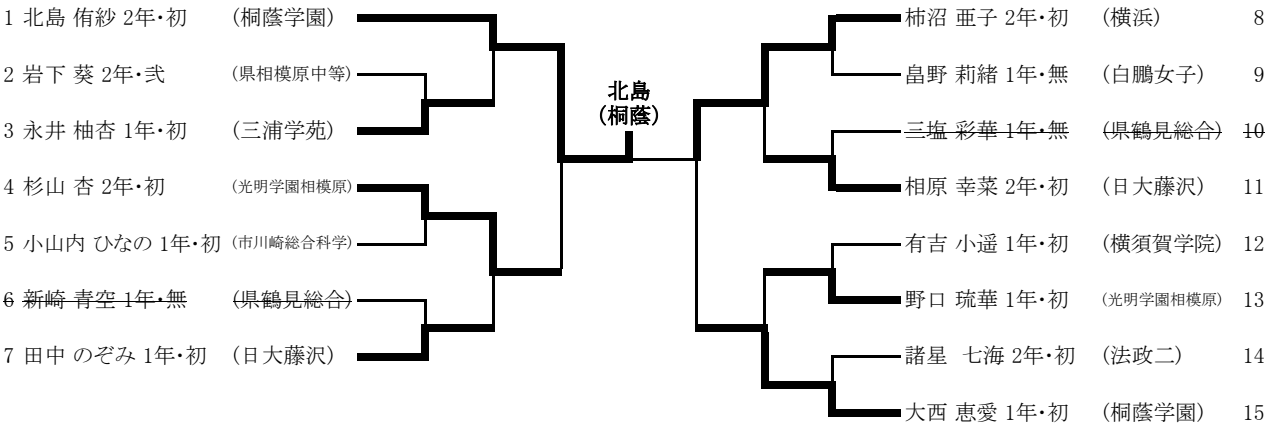 1 北島 侑紗 2年・初 (桐蔭学園)
2 岩下 葵 2年・弐 (県相模原中等)
3 永井 柚杏 1年・初 (三浦学苑)
4 杉山 杏 2年・初 (光明学園相模原)
5 小山内 ひなの 1年・初 (市川崎総合科学)
6 新崎 青空 1年・無 (県鶴見総合)
7 田中 のぞみ 1年・初 (日大藤沢)
北島
(桐蔭)
柿沼 亜子 2年・初 (横浜) 8
畠野 莉緒 1年・無 (白鵬女子) 9
三塩 彩華 1年・無 (県鶴見総合) 10
相原 幸菜 2年・初 (日大藤沢) 11
有吉 小遥 1年・初 (横須賀学院) 12
野口 琉華 1年・初 (光明学園相模原) 13
諸星 七海 2年・初 (法政二) 14
大西 恵愛 1年・初 (桐蔭学園) 15